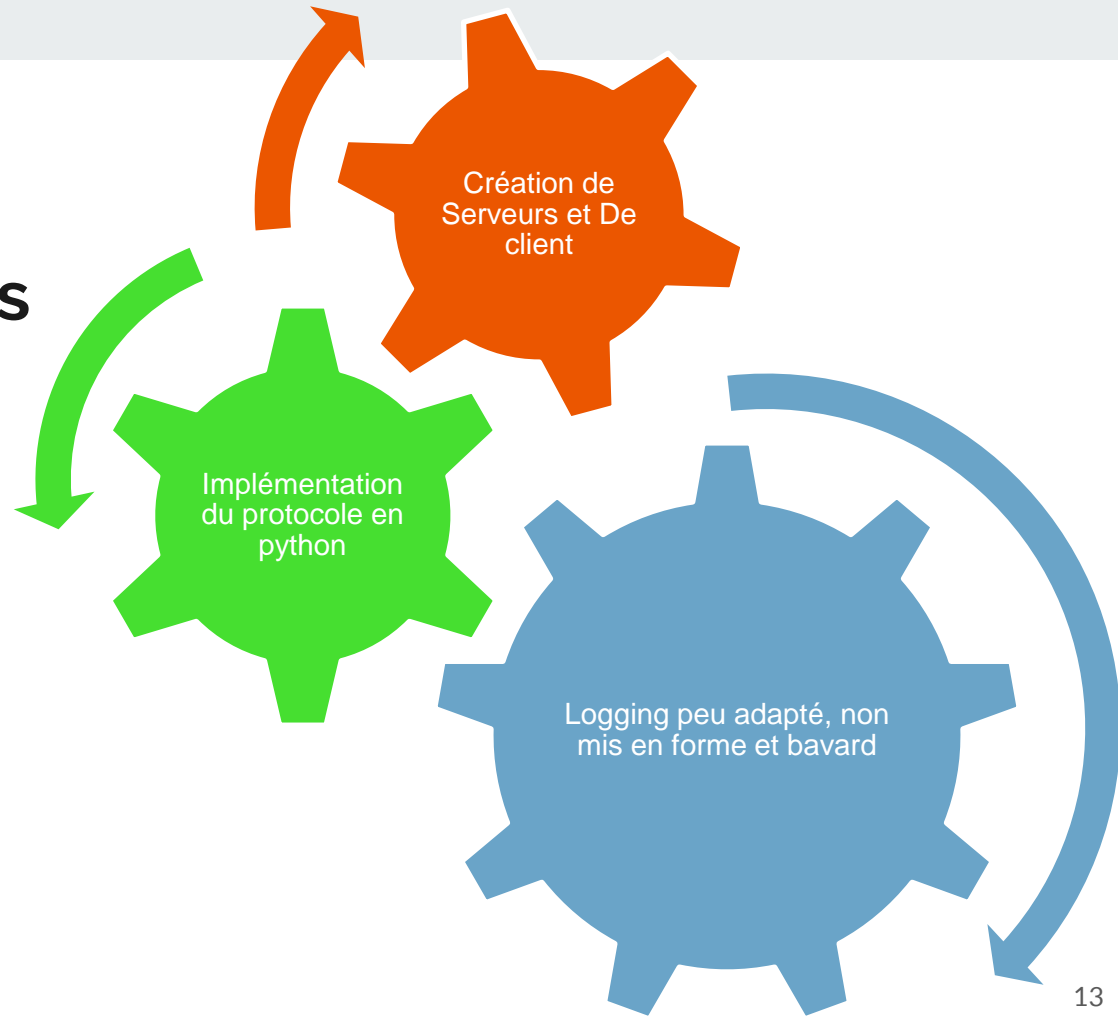 Création de
Serveurs et De
client
s
Implémentation
du protocole en
python
Logging peu adapté, non
mis en forme et bavard
13